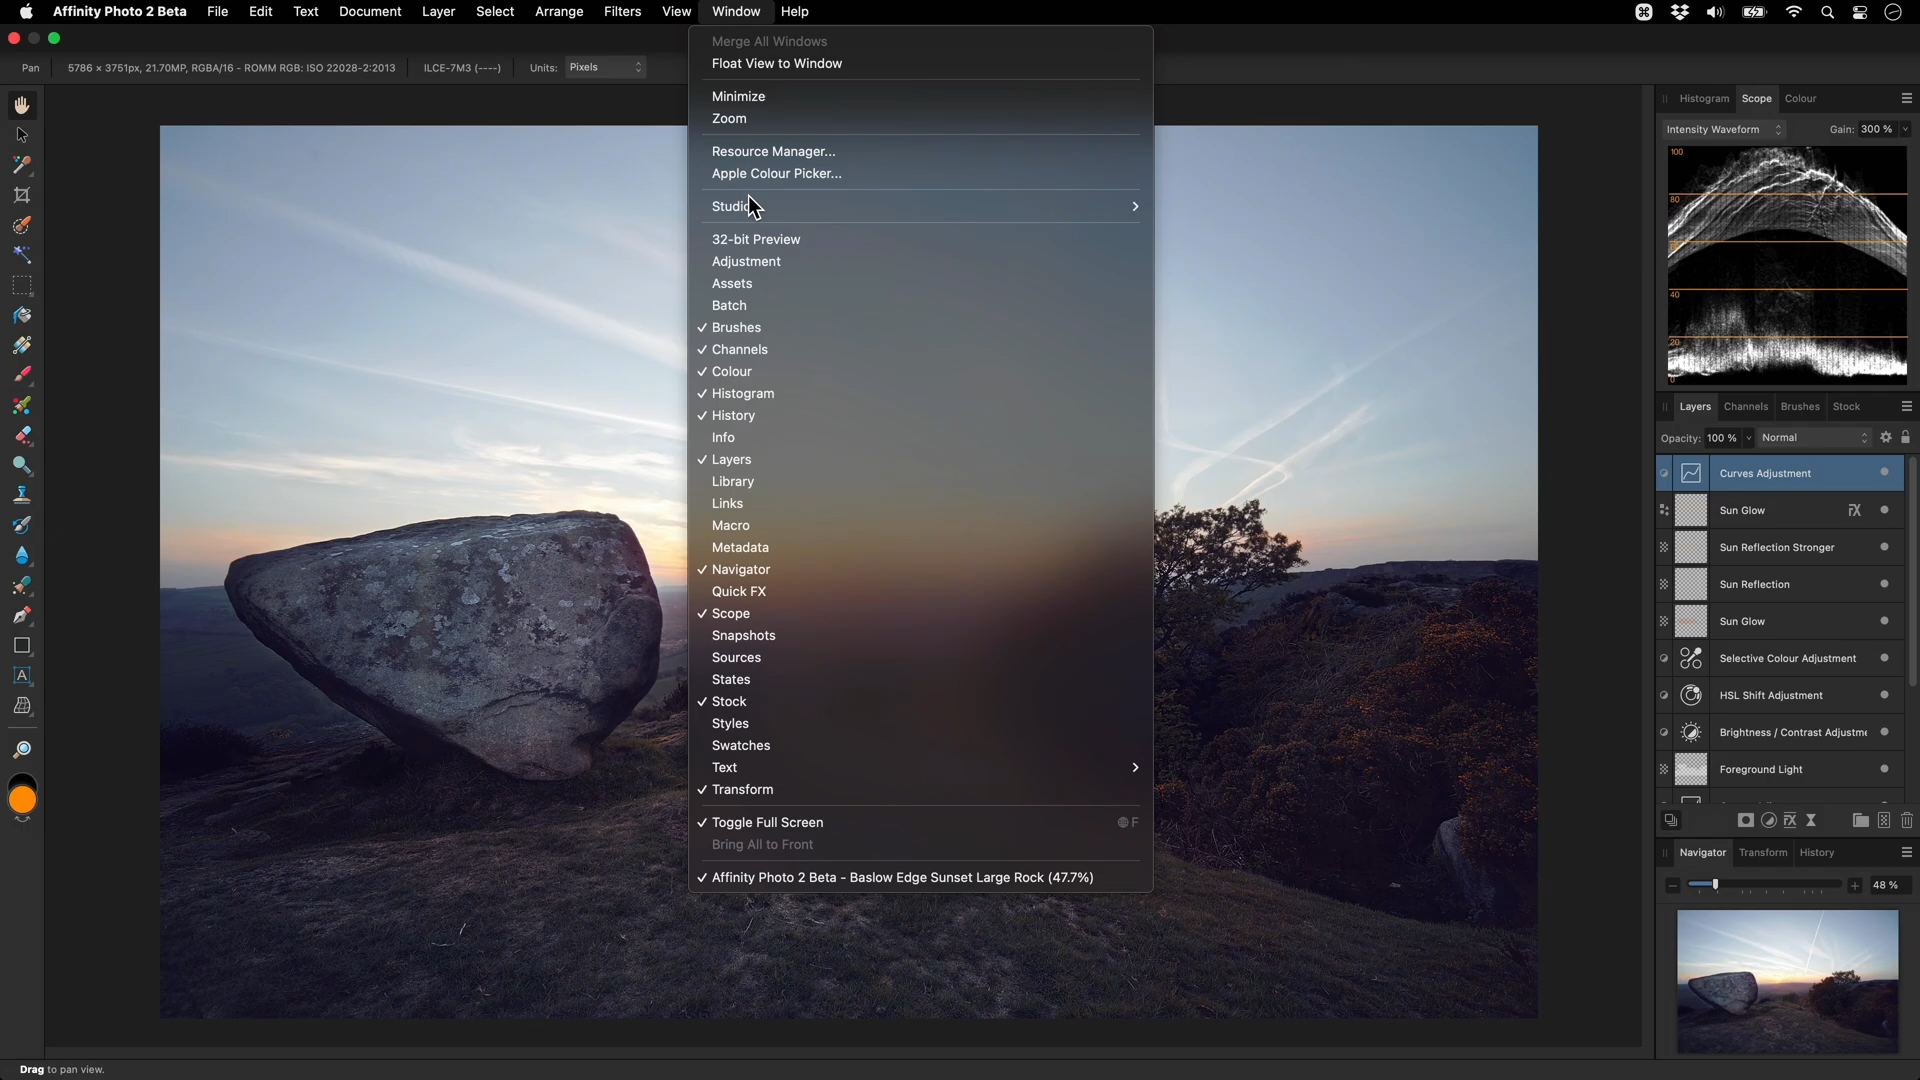 Affinity Photo 2 Beta File Edit Text Document Layer Select Arrange Filters View Window Help
Pan 5786 × 3751px, 21.70MP, RGBA/16 - ROMM RGB: ISO 22028-2:2013 ILCE-7M3 (----) Units: Pixels
Merge All Windows
Float View to Window
Minimize
Zoom
Resource Manager...
Apple Colour Picker...
Studio
32-bit Preview
Adjustment
Assets
Batch
✓ Brushes
✓ Channels
✓ Colour
✓ Histogram
✓ History
Info
✓ Layers
Library
Links
Macro
Metadata
✓ Navigator
Quick FX
✓ Scope
Snapshots
Sources
States
✓ Stock
Styles
Swatches
Text
✓ Transform
✓ Toggle Full Screen F
Bring All to Front
✓ Affinity Photo 2 Beta - Baslow Edge Sunset Large Rock (47.7%)
Histogram Scope Colour
Intensity Waveform Gain: 300 %
100
80
40
20
0
Layers Channels Brushes Stock
Opacity: 100 % Normal
Curves Adjustment
Sun Glow
Sun Reflection Stronger
Sun Reflection
Sun Glow
Selective Colour Adjustment
HSL Shift Adjustment
Brightness / Contrast Adjustme
Foreground Light
Navigator Transform History
48 %
Drag to pan view.